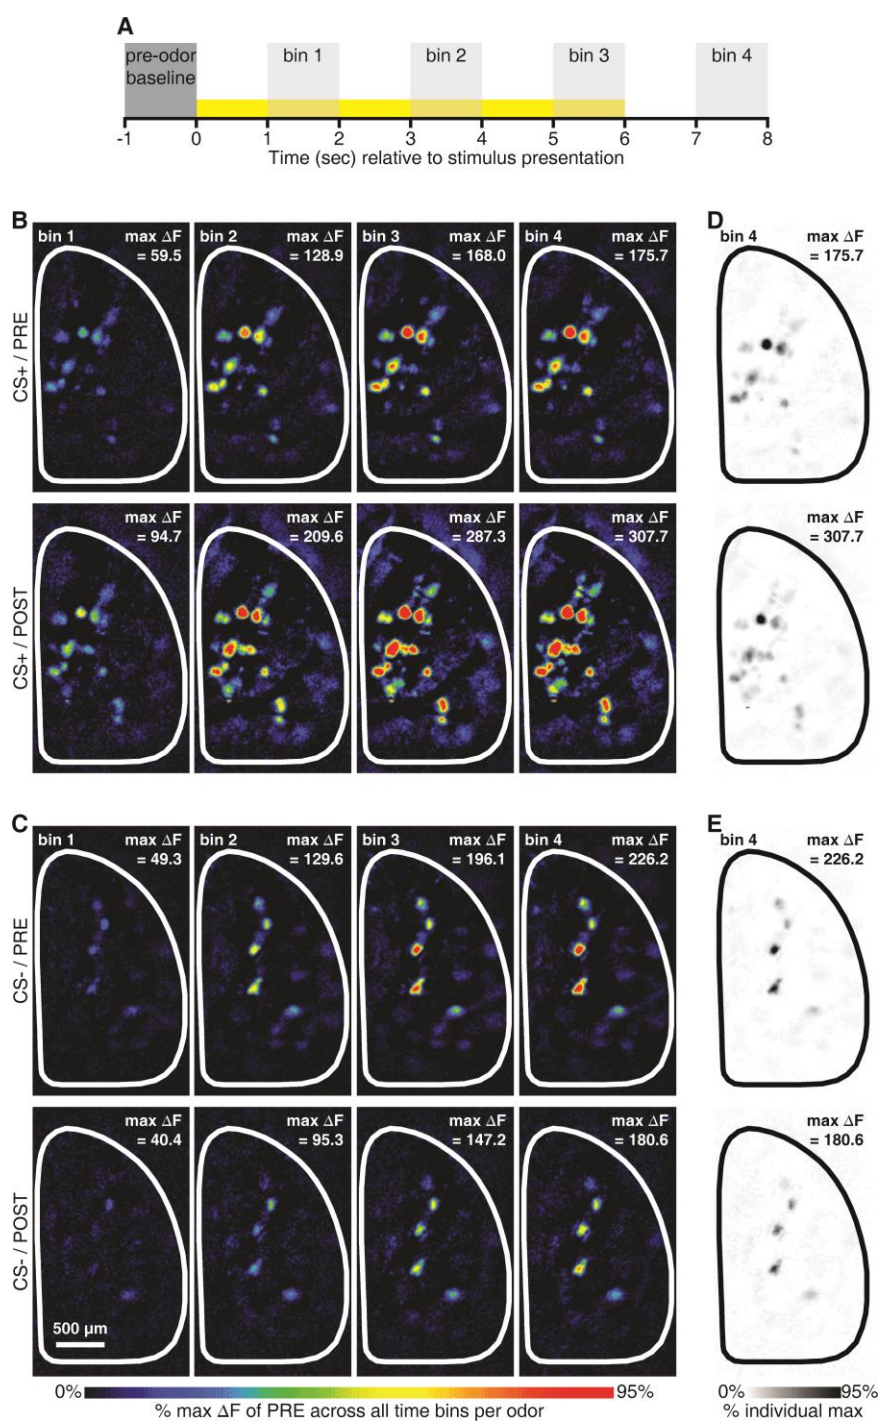 A
pre-odor
baseline
bin 1
bin 2
bin 3
bin 4
-1 0 1 2 3 4 5 6 7 8
Time (sec) relative to stimulus presentation
B
CS+ / PRE
bin 1 max ΔF
= 59.5
bin 2 max ΔF
= 128.9
bin 3 max ΔF
= 168.0
bin 4 max ΔF
= 175.7
D
bin 4 max ΔF
= 175.7
CS+ / POST
max ΔF
= 94.7
max ΔF
= 209.6
max ΔF
= 287.3
max ΔF
= 307.7
max ΔF
= 307.7
C
CS- / PRE
bin 1 max ΔF
= 49.3
bin 2 max ΔF
= 129.6
bin 3 max ΔF
= 196.1
bin 4 max ΔF
= 226.2
E
bin 4 max ΔF
= 226.2
CS- / POST
max ΔF
= 40.4
max ΔF
= 95.3
max ΔF
= 147.2
max ΔF
= 180.6
max ΔF
= 180.6
500 µm
0% 95%
% max ΔF of PRE across all time bins per odor
0% 95%
% individual max